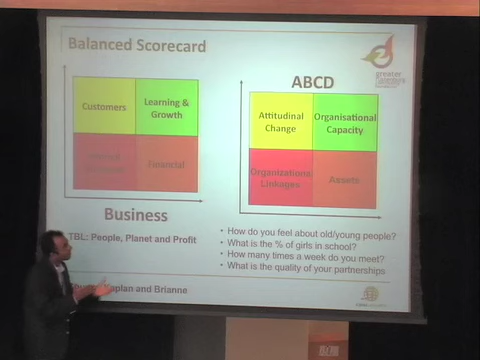 Balanced Scorecard
greater
Customers
Learning &
Growth
Financial
Business
TBL: People, Planet and Profit
ABCD
Attitudinal
Change
Organisational
Capacity
Organizational
Linkages
Assets
• How do you feel about old/young people?
• What is the % of girls in school?
• How many times a week do you meet?
• What is the quality of your partnerships
Kaplan and Brianne